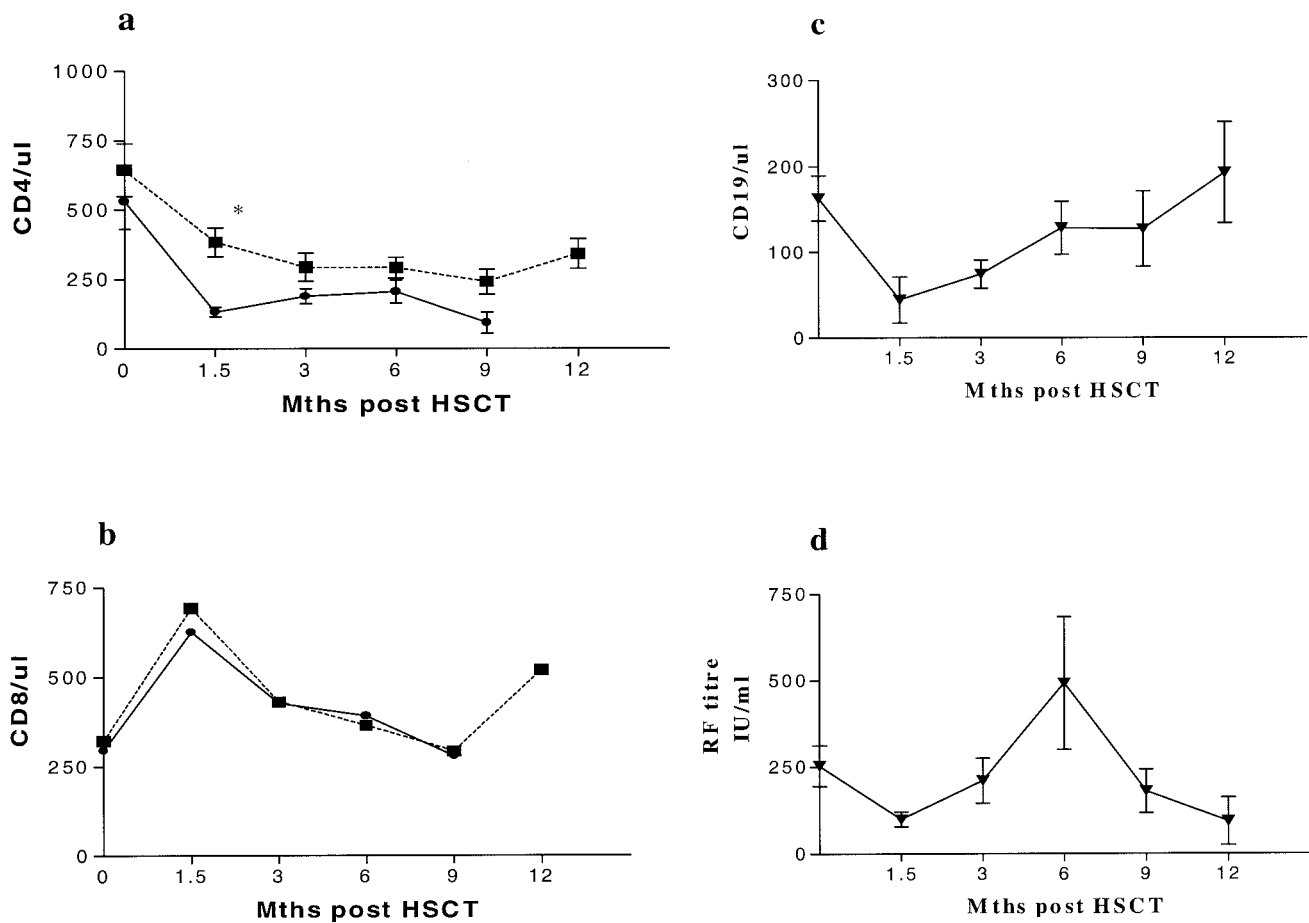 a
1000
750
500
250
0
CD4/ul
*
0 1.5 3 6 9 12
Mths post HSCT
c
300
200
100
0
CD19/ul
1.5 3 6 9 12
Mths post HSCT
b
750
500
250
0
CD8/ul
0 1.5 3 6 9 12
Mths post HSCT
d
750
500
250
0
RF titre
IU/ml
1.5 3 6 9 12
Mths post HSCT